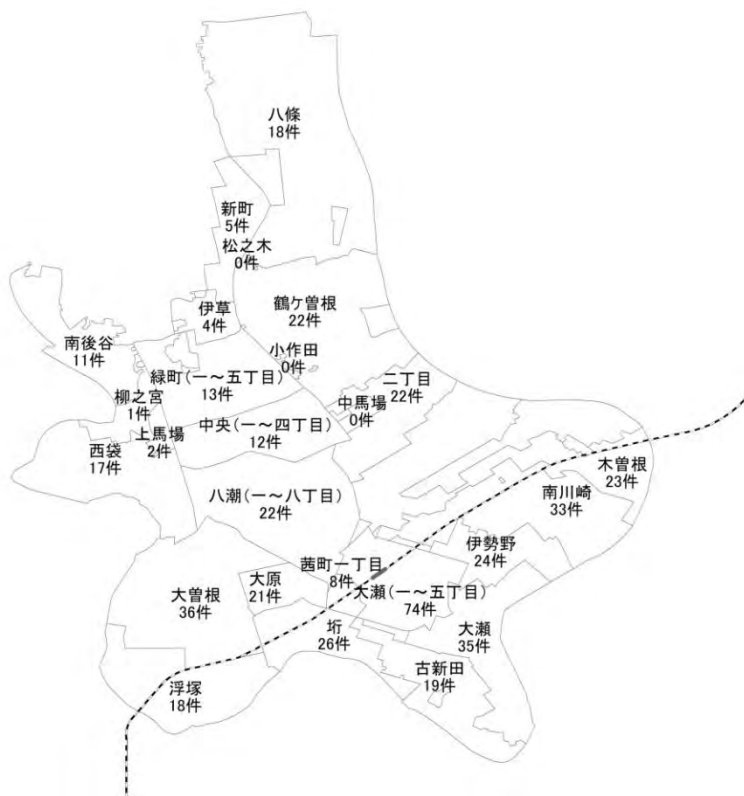 八條
18件
新町
5件
松之木
0件
伊草
4件
鶴ケ曽根
22件
南後谷
11件
小作田
0件
緑町(一~五丁目)
13件
二丁目
22件
中馬場
0件
柳之宮
1件
中央(一~四丁目)
12件
上馬場
2件
西袋
17件
八潮(一~八丁目)
22件
木曽根
23件
南川崎
33件
伊勢野
24件
茜町一丁目
8件
大瀬(一~五丁目)
74件
大原
21件
大曽根
36件
垳
26件
大瀬
35件
古新田
19件
浮塚
18件